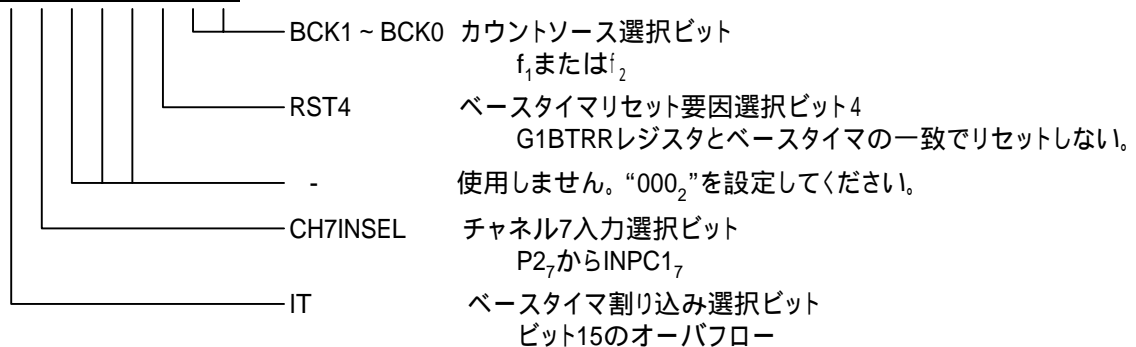 BCK1 ~ BCK0 カウントソース選択ビット
f₁またはf₂
RST4 ベースタイマリセット要因選択ビット4
G1BTRRレジスタとベースタイマの一致でリセットしない。
- 使用しません。“000₂”を設定してください。
CH7INSEL チャネル7入力選択ビット
P2₇からINPC1₇
IT ベースタイマ割り込み選択ビット
ビット15のオーバフロー